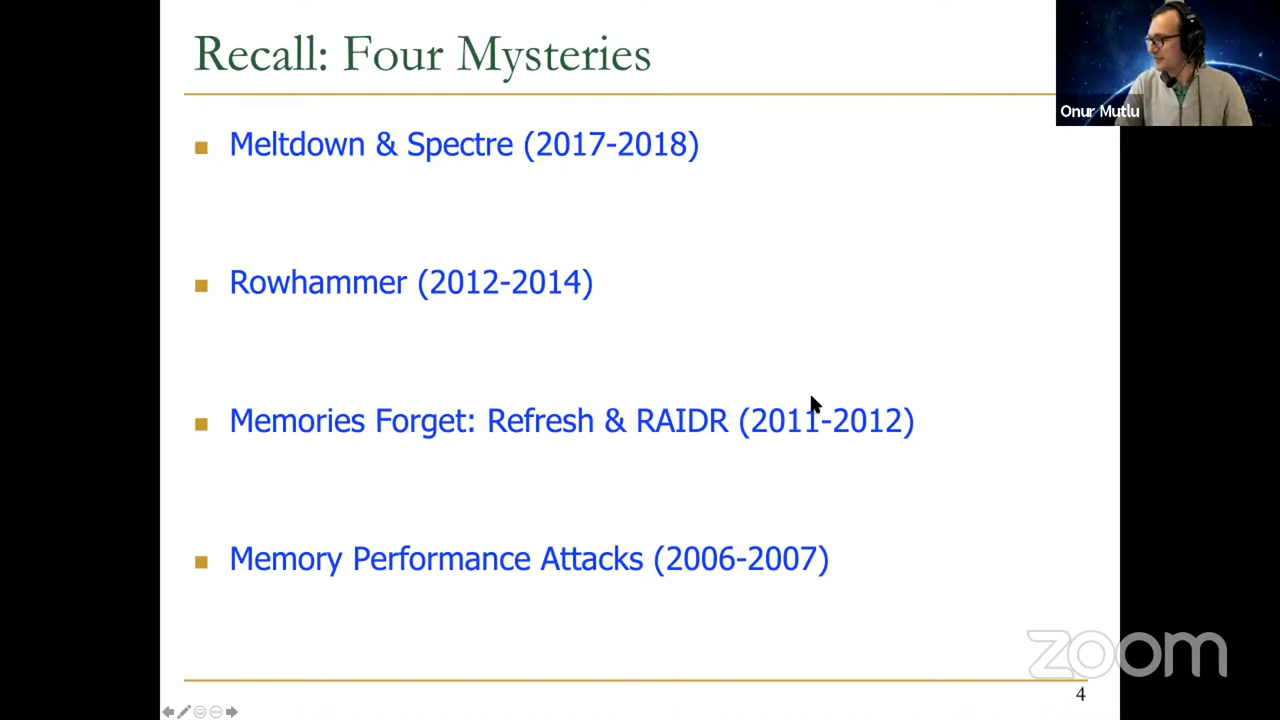 Recall: Four Mysteries
Onur Mutlu
Meltdown & Spectre (2017-2018)
Rowhammer (2012-2014)
Memories Forget: Refresh & RAIDR (2011-2012)
Memory Performance Attacks (2006-2007)
zoom
4